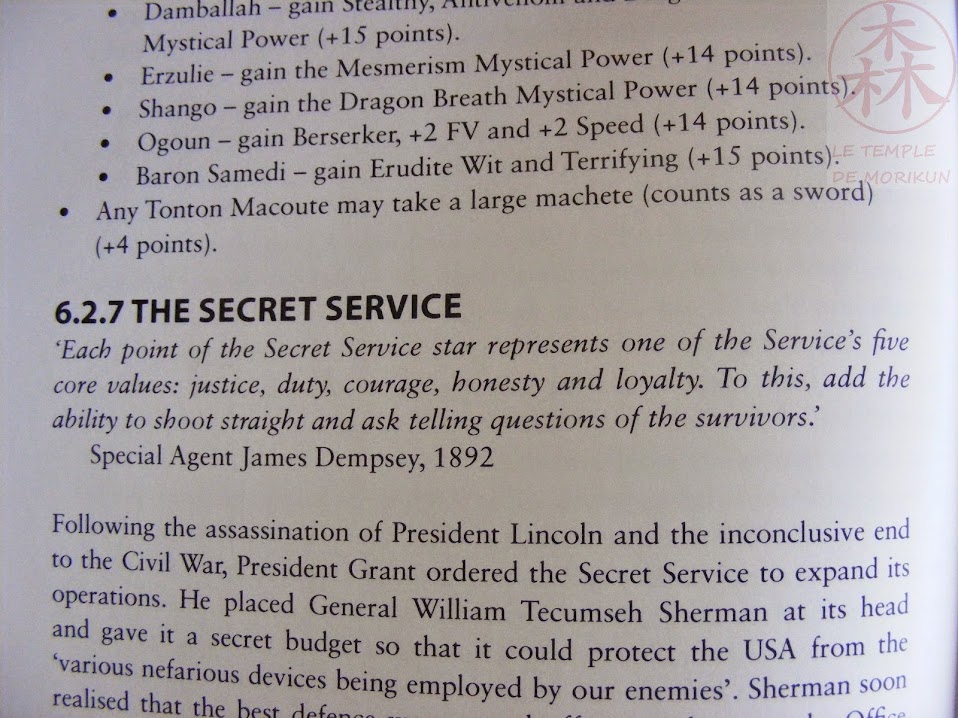 • Damballah – gain Stealthy, Antivenom and
Mystical Power (+15 points).
• Erzulie – gain the Mesmerism Mystical Power (+14 points).
• Shango – gain the Dragon Breath Mystical Power (+14 points).
• Ogoun – gain Berserker, +2 FV and +2 Speed (+14 points).
• Baron Samedi – gain Erudite Wit and Terrifying (+15 points).
• Any Tonton Macoute may take a large machete (counts as a sword)
(+4 points).
森
LE TEMPLE
DE MORIKUN
6.2.7 THE SECRET SERVICE
‘Each point of the Secret Service star represents one of the Service’s five
core values: justice, duty, courage, honesty and loyalty. To this, add the
ability to shoot straight and ask telling questions of the survivors.’
Special Agent James Dempsey, 1892
Following the assassination of President Lincoln and the inconclusive end
to the Civil War, President Grant ordered the Secret Service to expand its
operations. He placed General William Tecumseh Sherman at its head
and gave it a secret budget so that it could protect the USA from the
‘various nefarious devices being employed by our enemies’. Sherman soon
realised that the best defence Office